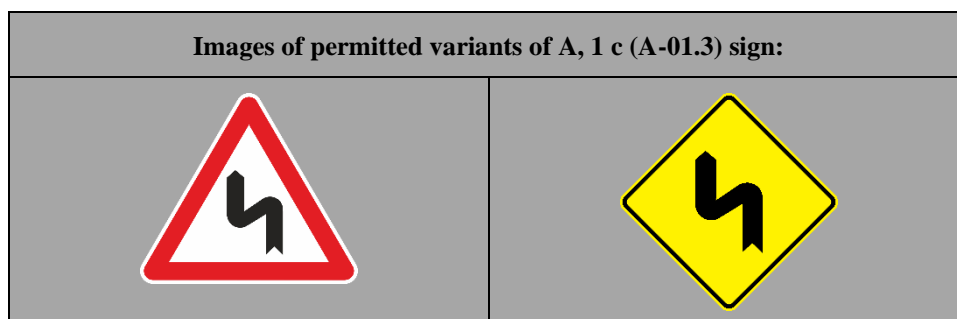 Images of permitted variants of A, 1 c (A-01.3) sign: